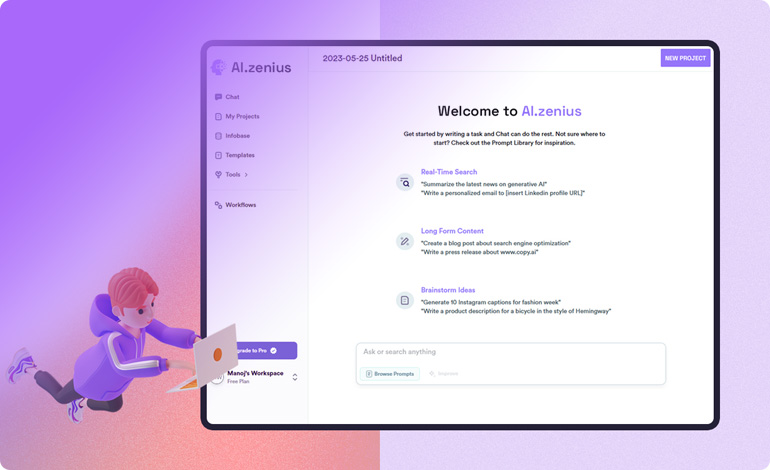 AI.zenius
2023-05-25 Untitled
NEW PROJECT
Chat
My Projects
Infobase
Templates
Tools
Workflows
Welcome to AI.zenius
Get started by writing a task and Chat can do the rest. Not sure where to
start? Check out the Prompt Library for inspiration.
Real-Time Search
"Summarize the latest news on generative AI"
"Write a personalized email to [insert Linkedin profile URL]"
Long Form Content
"Create a blog post about search engine optimization"
"Write a press release about www.copy.ai"
Brainstorm Ideas
"Generate 10 Instagram captions for fashion week"
"Write a product description for a bicycle in the style of Hemingway"
Ask or search anything
Browse Prompts
Improve
grade to Pro
Manoj's Workspace
Free Plan